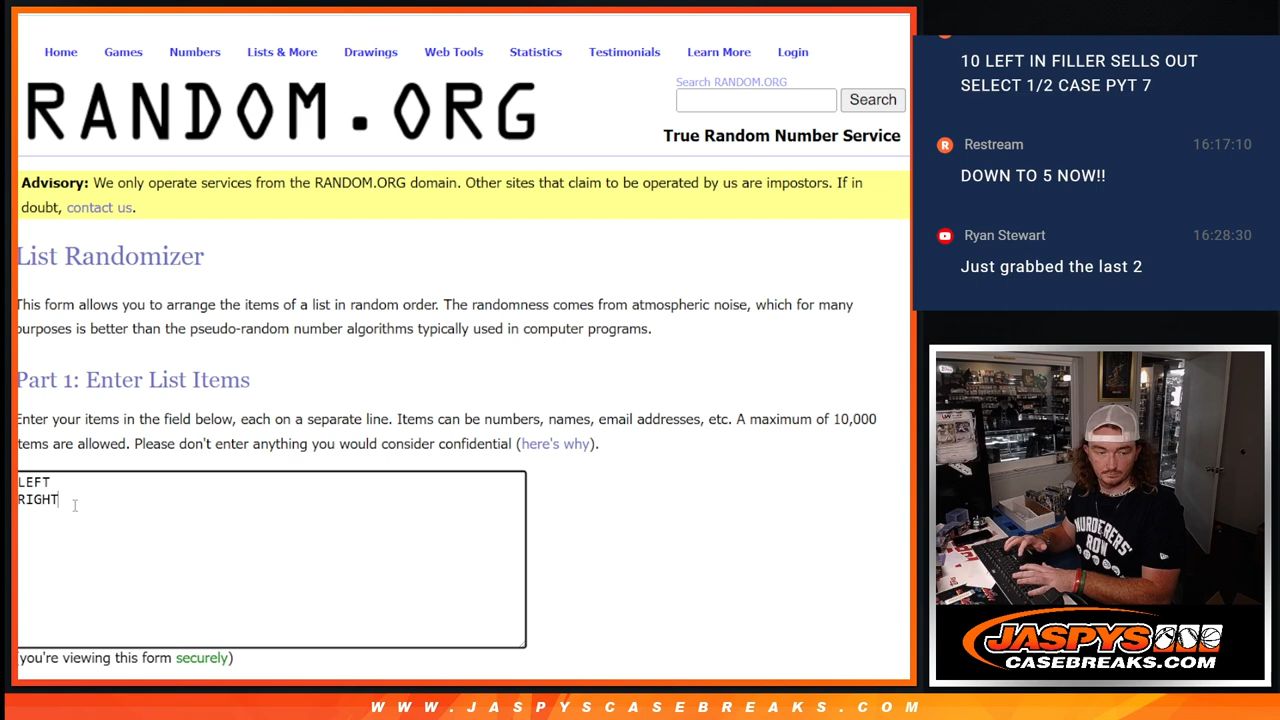 Home Games Numbers Lists & More Drawings Web Tools Statistics Testimonials Learn More Login
RANDOM.ORG
Search RANDOM.ORG
Search
True Random Number Service
Advisory: We only operate services from the RANDOM.ORG domain. Other sites that claim to be operated by us are impostors. If in
doubt, contact us.
List Randomizer
This form allows you to arrange the items of a list in random order. The randomness comes from atmospheric noise, which for many
purposes is better than the pseudo-random number algorithms typically used in computer programs.
Part 1: Enter List Items
Enter your items in the field below, each on a separate line. Items can be numbers, names, email addresses, etc. A maximum of 10,000
items are allowed. Please don't enter anything you would consider confidential (here's why).
LEFT
RIGHT
(you're viewing this form securely)
10 LEFT IN FILLER SELLS OUT
SELECT 1/2 CASE PYT 7
Restream 16:17:10
DOWN TO 5 NOW!!
Ryan Stewart 16:28:30
Just grabbed the last 2
MURDERERS'
ROW
JASPYS
CASEBREAKS.COM
WWW.JASPYSCASEBREAKS.COM